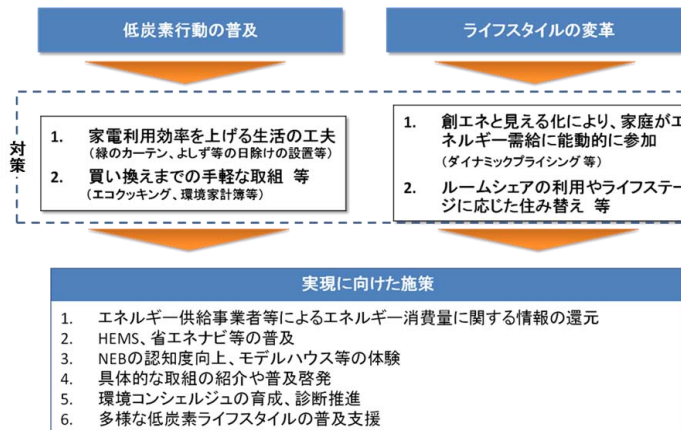 低炭素行動の普及
ライフスタイルの変革
対策
1. 家電利用効率を上げる生活の工夫
(緑のカーテン、よしず等の日除けの設置等)
2. 買い換えまでの手軽な取組 等
(エコクッキング、環境家計簿等)
1. 創エネと見える化により、家庭がエ
ネルギー需給に能動的に参加
(ダイナミックプライシング 等)
2. ルームシェアの利用やライフステー
ジに応じた住み替え 等
実現に向けた施策
1. エネルギー供給事業者等によるエネルギー消費量に関する情報の還元
2. HEMS、省エネナビ等の普及
3. NEBの認知度向上、モデルハウス等の体験
4. 具体的な取組の紹介や普及啓発
5. 環境コンシェルジュの育成、診断推進
6. 多様な低炭素ライフスタイルの普及支援